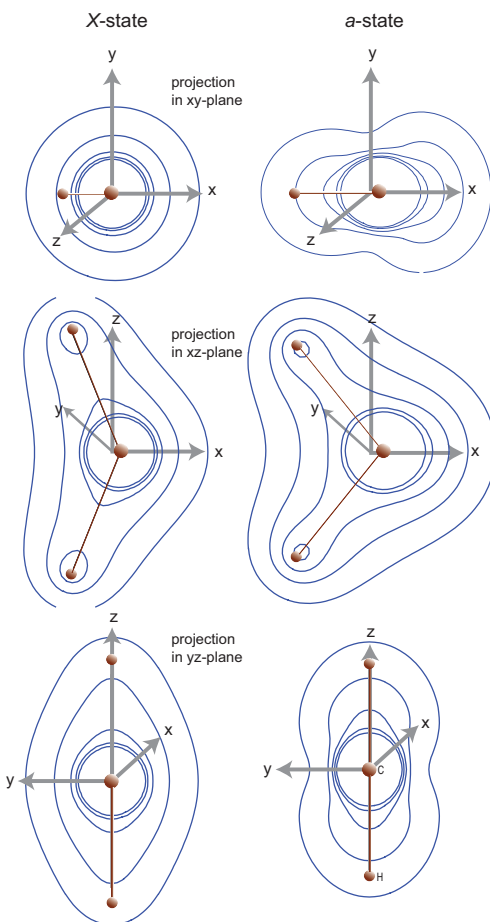 X-state
a-state
y
projection
in xy-plane
x
z
y
x
z
z
projection
in xz-plane
y
x
z
y
x
z
projection
in yz-plane
x
y
z
x
y
C
H